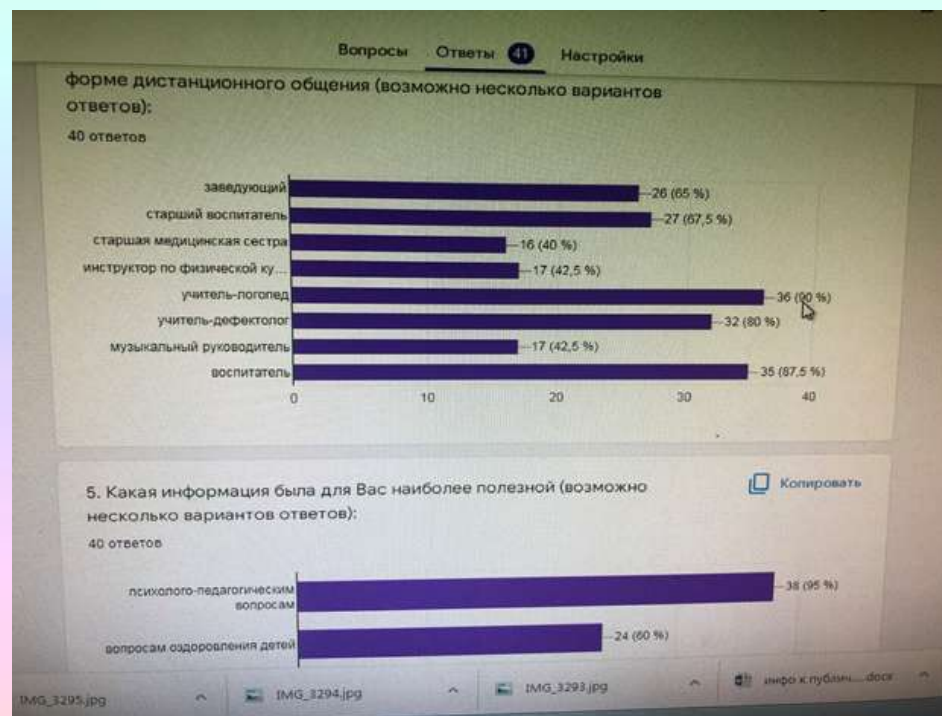 Вопросы Ответы 41 Настройки
форме дистанционного общения (возможно несколько вариантов
ответов):
40 ответов
заведующий 26 (65 %)
старший воспитатель 27 (67,5 %)
старшая медицинская сестра 16 (40 %)
инструктор по физической ку... 17 (42,5 %)
учитель-логопед 36 (90 %)
учитель-дефектолог 32 (80 %)
музыкальный руководитель 17 (42,5 %)
воспитатель 35 (87,5 %)
0 10 20 30 40
5. Какая информация была для Вас наиболее полезной (возможно
несколько вариантов ответов):
Копировать
40 ответов
психолого-педагогическим
вопросам 38 (95 %)
вопросам оздоровления детей 24 (60 %)
IMG_3295.jpg IMG_3294.jpg IMG_3293.jpg инфо к публич....docx